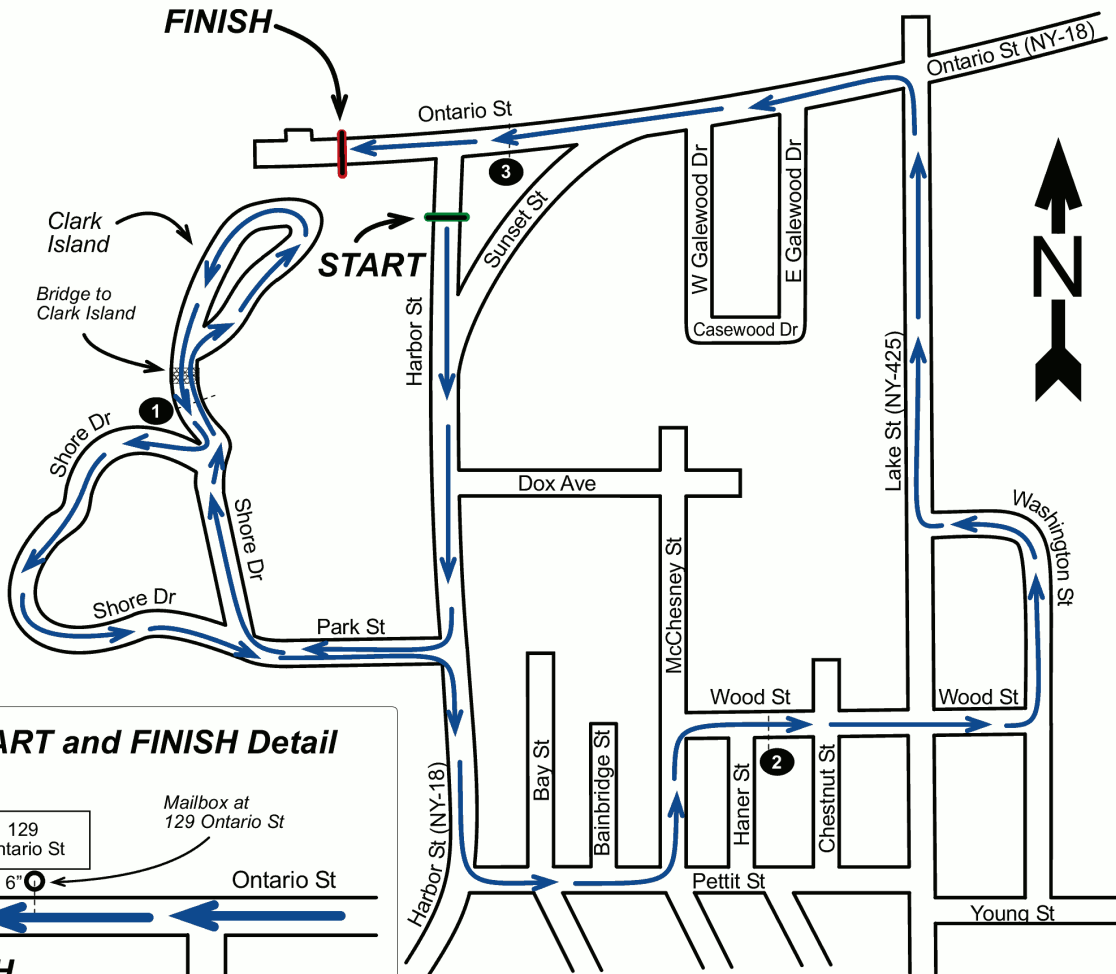 FINISH
Ontario St
Ontario St (NY-18)
3
Clark
Island
START
Sunset St
W Galewood Dr
E Galewood Dr
Casewood Dr
N
Bridge to
Clark Island
Harbor St
Lake St (NY-425)
1
Shore Dr
Dox Ave
Shore Dr
Washington St
McChesney St
Shore Dr
Park St
Wood St
Wood St
2
Bay St
Bainbridge St
Haner St
Chestnut St
Harbor St (NY-18)
Pettit St
Young St
ART and FINISH Detail
Mailbox at
129 Ontario St
129
ntario St
6”
Ontario St
H